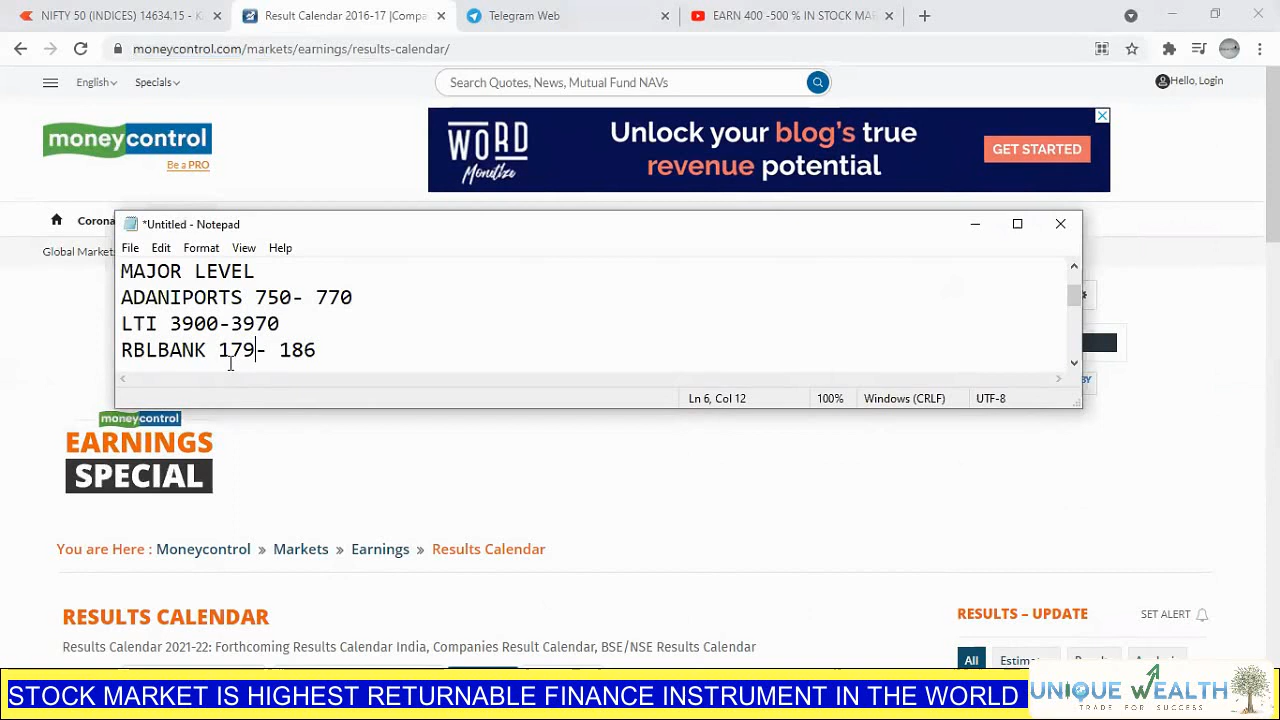 NIFTY 50 (INDICES) 14634.15 - K
Result Calendar 2016-17 |Compa
Telegram Web
EARN 400 -500 % IN STOCK MAR
moneycontrol.com/markets/earnings/results-calendar/
English
Specials
Search Quotes, News, Mutual Fund NAVs
Hello, Login
moneycontrol
Be a PRO
WORD
Monetize
Unlock your blog's true
revenue potential
GET STARTED
Corona
Global Market
*Untitled - Notepad
File Edit Format View Help
MAJOR LEVEL
ADANIPORTS 750- 770
LTI 3900-3970
RBLBANK 179- 186
Ln 6, Col 12
100%
Windows (CRLF)
UTF-8
BY
moneycontrol
EARNINGS
SPECIAL
You are Here : Moneycontrol » Markets » Earnings » Results Calendar
RESULTS CALENDAR
RESULTS – UPDATE
SET ALERT
Results Calendar 2021-22: Forthcoming Results Calendar India, Companies Result Calendar, BSE/NSE Results Calendar
All
STOCK MARKET IS HIGHEST RETURNABLE FINANCE INSTRUMENT IN THE WORLD
UNIQUE WEALTH
TRADE FOR SUCCESS